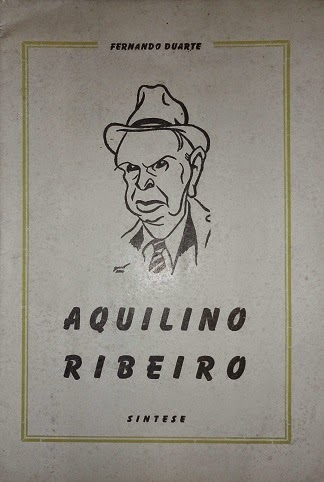 FERNANDO DUARTE
AQUILINO
RIBEIRO
SINTESE